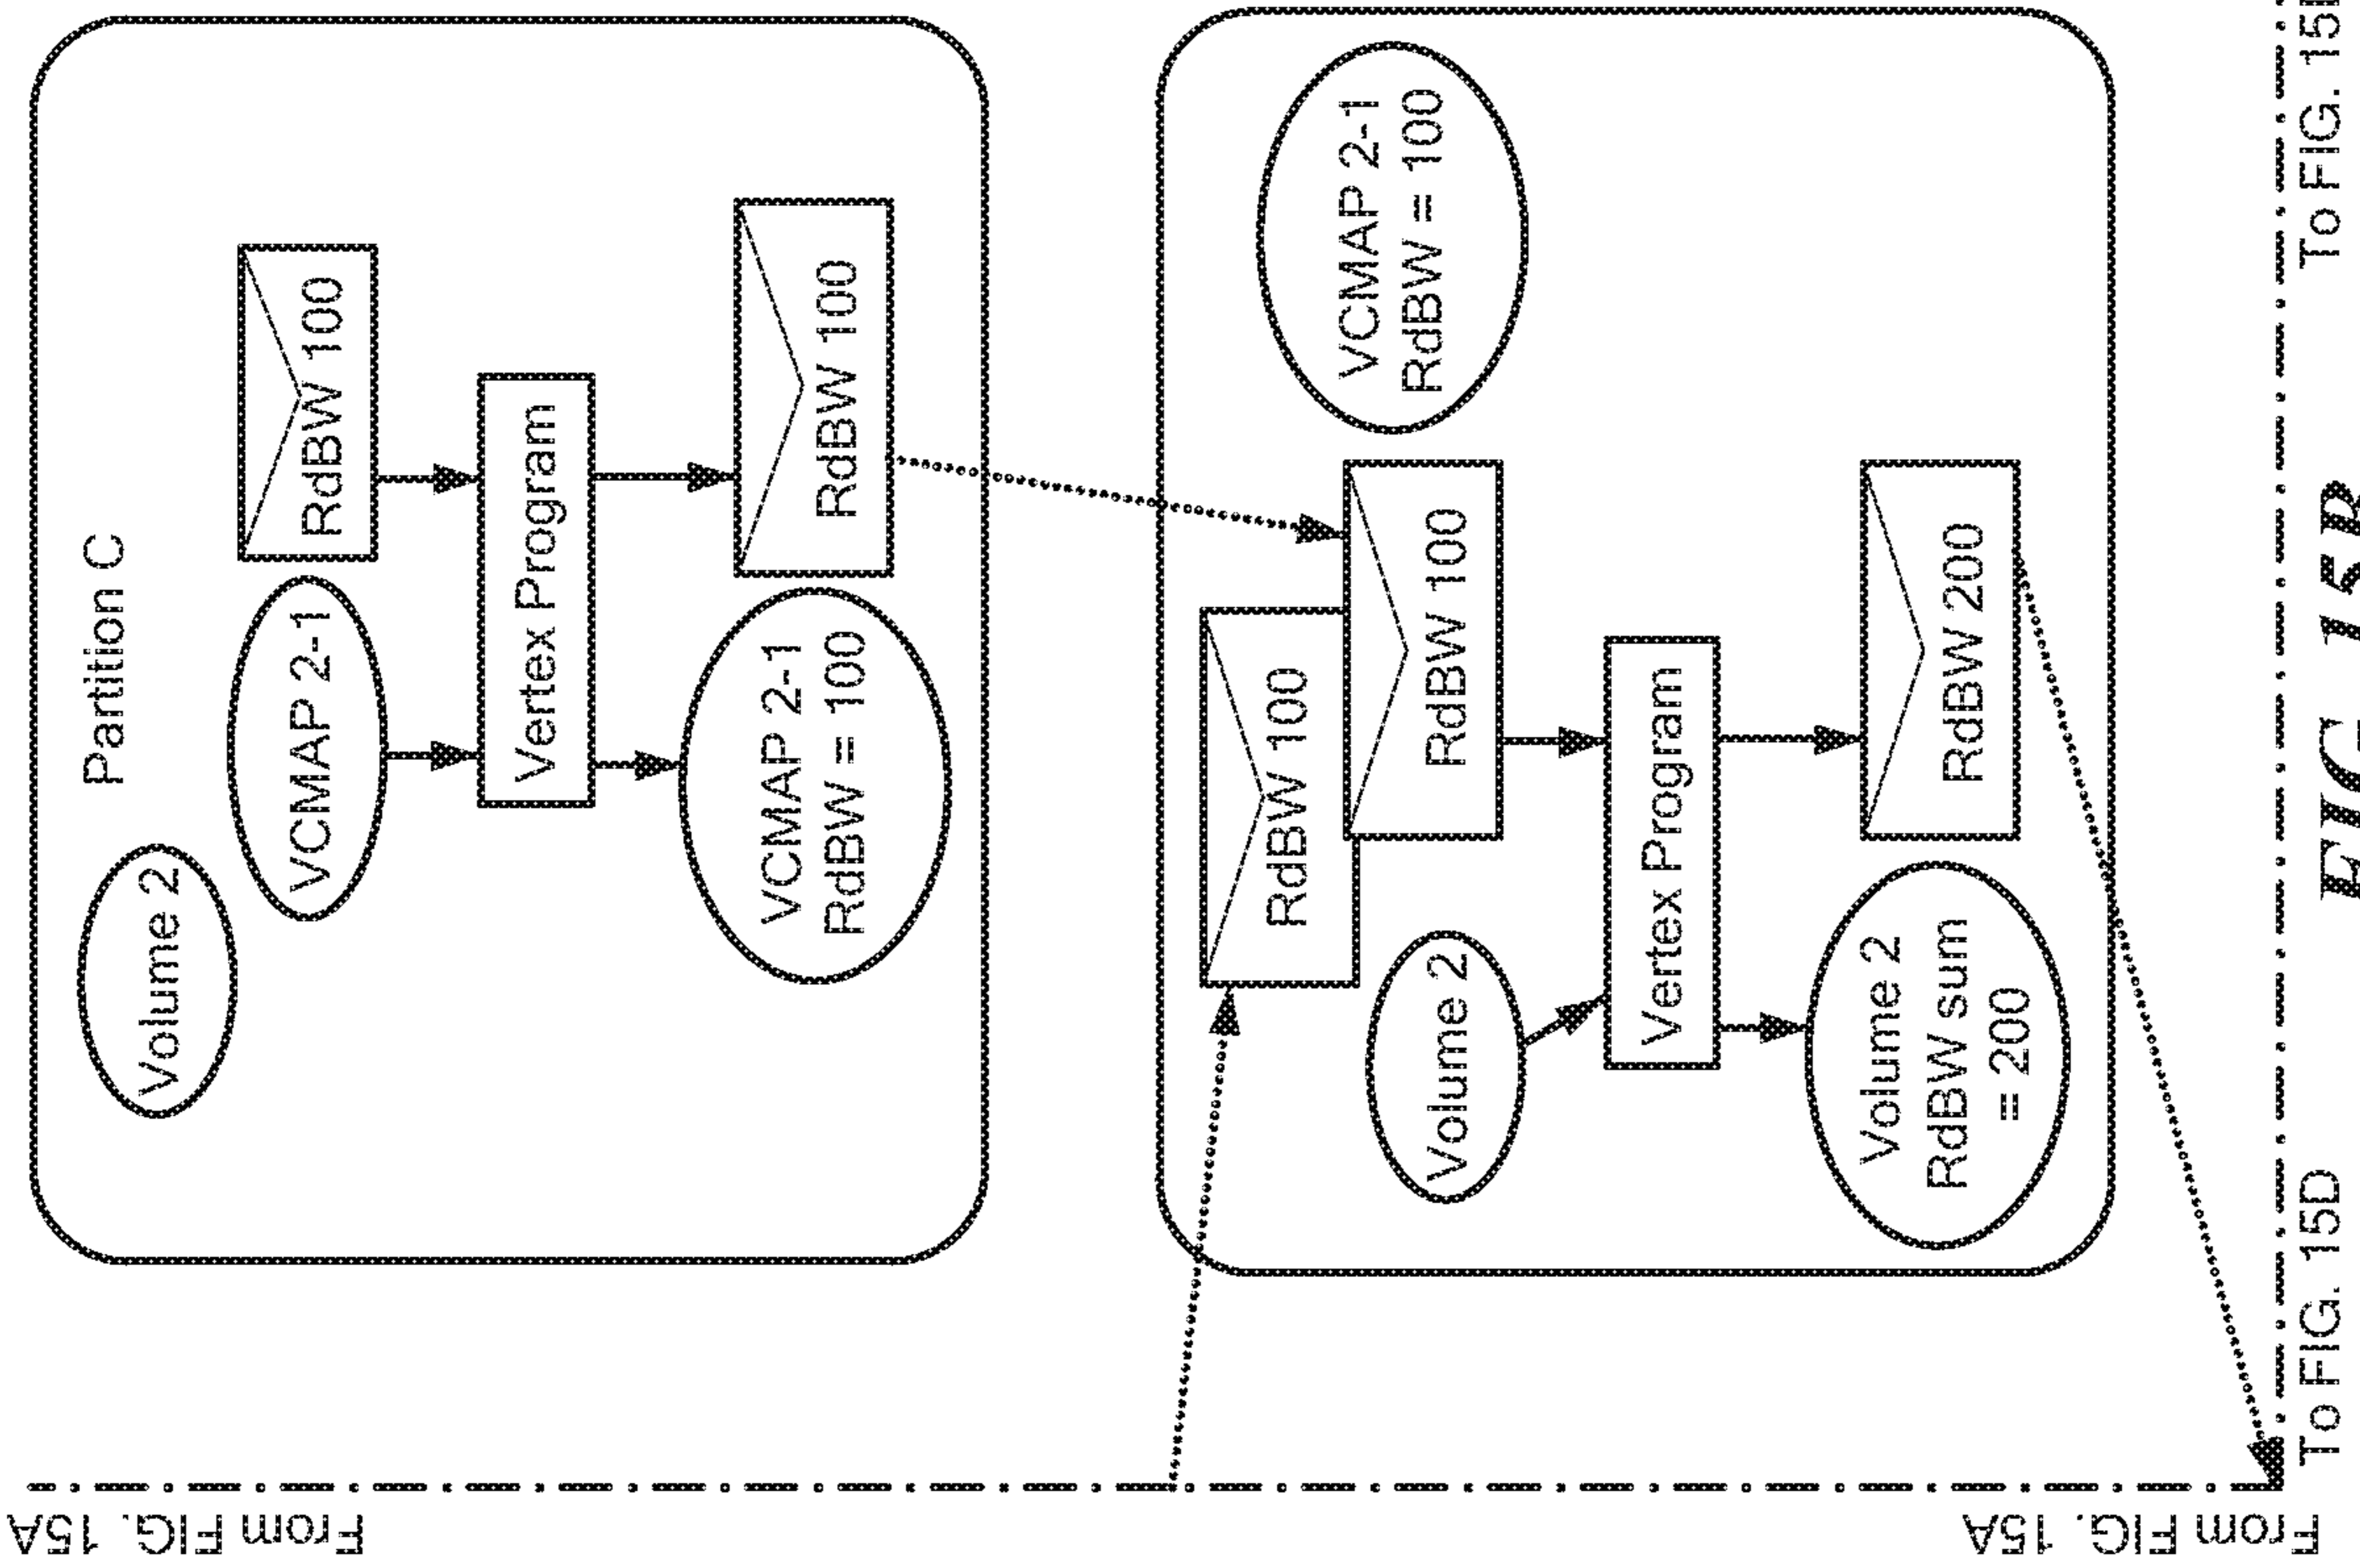 From FIG. 15A
Partition C
Volume 2
VCMAP 2-1
RdBW 100
Vertex Program
VCMAP 2-1
RdBW = 100
RdBW 100
RdBW 100
RdBW 100
VCMAP 2-1
RdBW = 100
Volume 2
Vertex Program
Volume 2
RdBW sum
= 200
RdBW 200
From FIG. 15A
To FIG. 15D
To FIG. 15
FIG. 15B